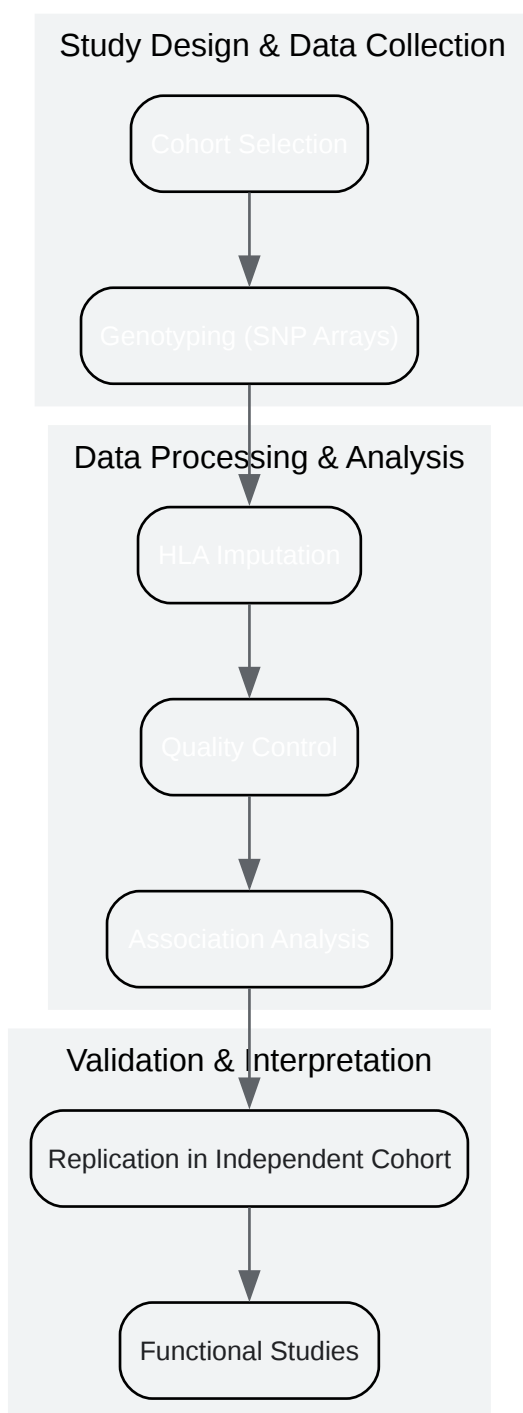 Study Design & Data Collection
Cohort Selection
Genotyping (SNP Arrays)
Data Processing & Analysis
HLA Imputation
Quality Control
Association Analysis
Validation & Interpretation
Replication in Independent Cohort
Functional Studies